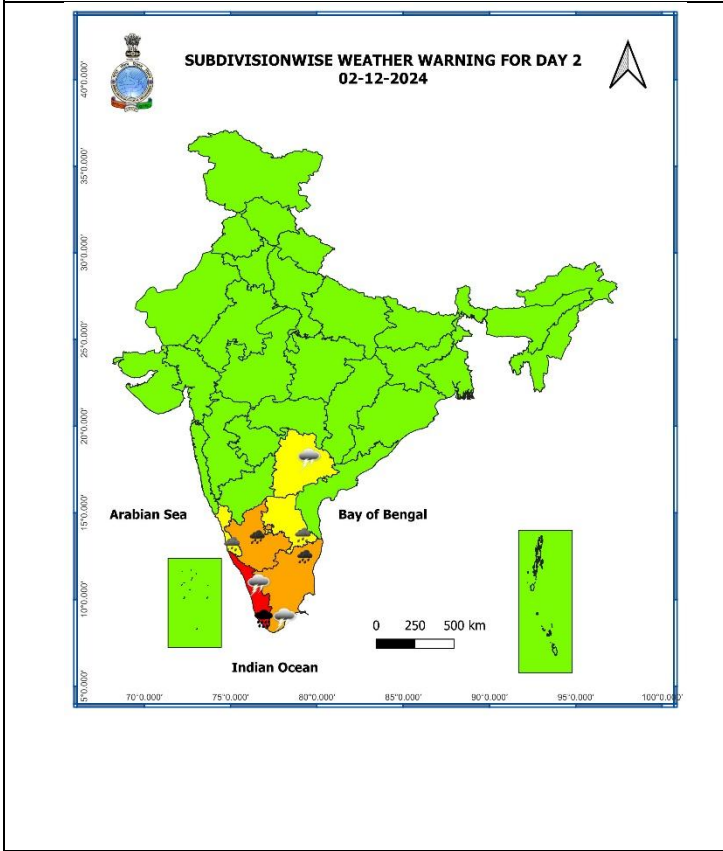 SUBDIVISIONWISE WEATHER WARNING FOR DAY 2
02-12-2024
40°0.000'
35°0.000'
30°0.000'
25°0.000'
20°0.000'
15°0.000'
10°0.000'
5°0.000'
Arabian Sea
Bay of Bengal
0 250 500 km
Indian Ocean
70°0.000' 75°0.000' 80°0.000' 85°0.000' 90°0.000' 95°0.000' 100°0.000'